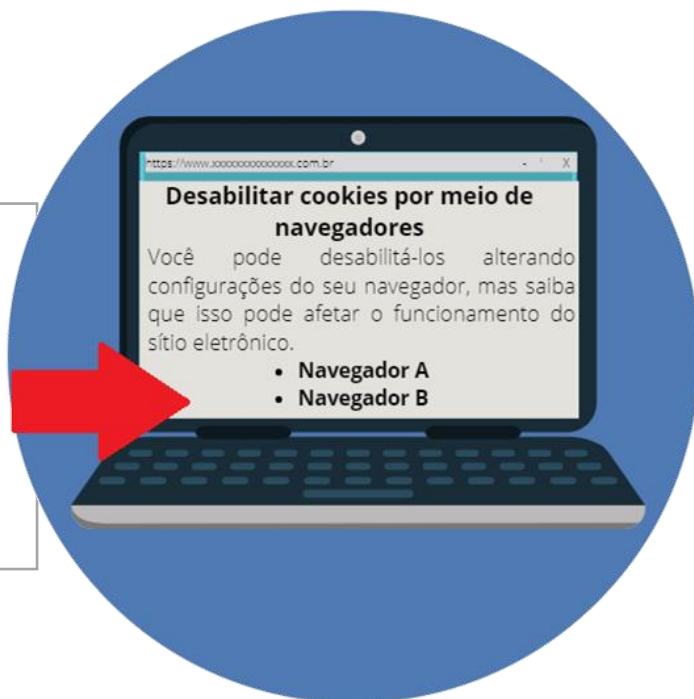 https://www.xxxxxxxxxxxxxxx.com.br - ' X
Desabilitar cookies por meio de
navegadores
Você pode desabilitá-los alterando
configurações do seu navegador, mas saiba
que isso pode afetar o funcionamento do
sítio eletrônico.
• Navegador A
• Navegador B